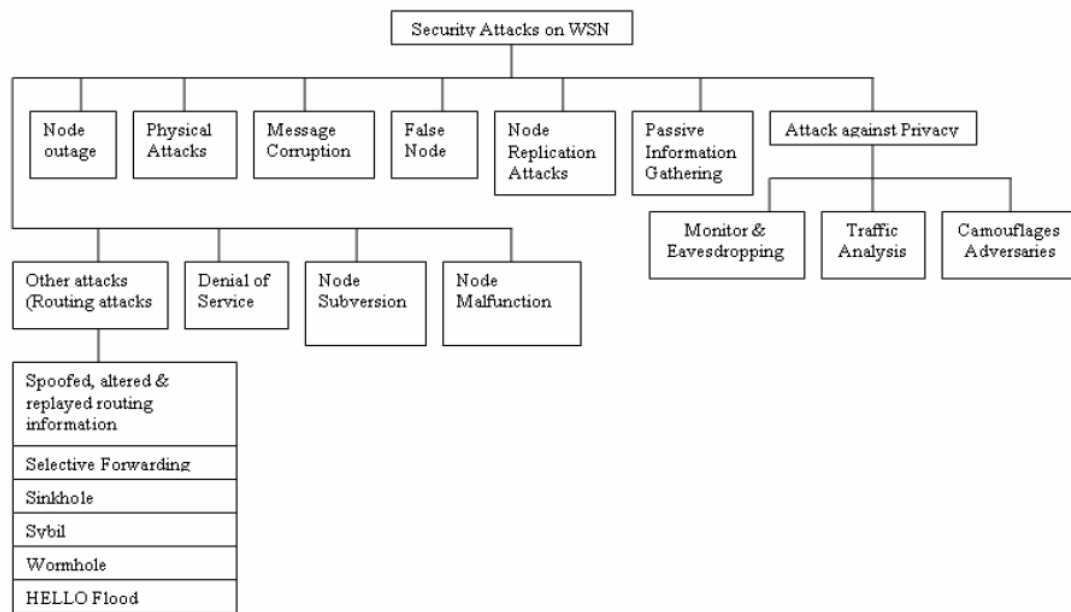 Security Attacks on WSN
Node
outage
Physical
Attacks
Message
Corruption
False
Node
Node
Replication
Attacks
Passive
Information
Gathering
Attack against Privacy
Monitor &
Eavesdropping
Traffic
Analysis
Camouflages
Adversaries
Other attacks
(Routing attacks
Denial of
Service
Node
Subversion
Node
Malfunction
Spoofed, altered &
replayed routing
information
Selective Forwarding
Sinkhole
Sybil
Wormhole
HELLO Flood